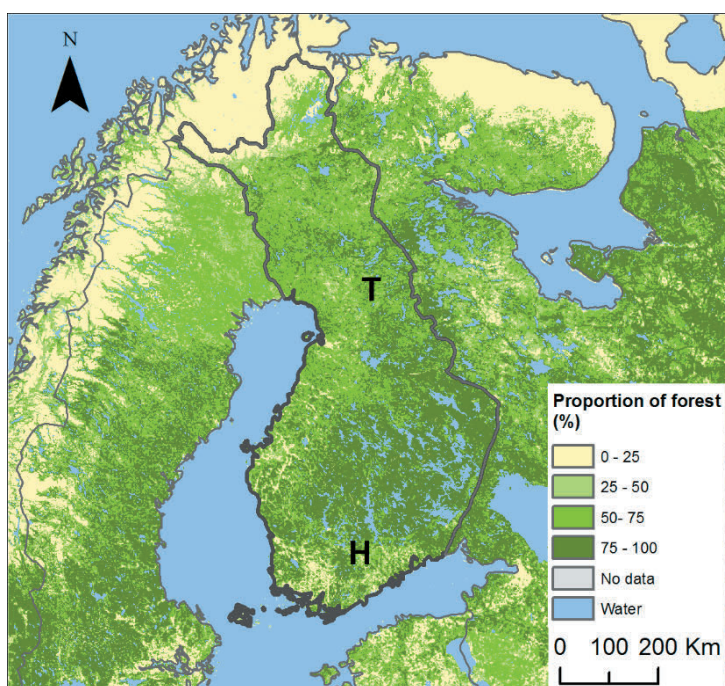 N
T
H
Proportion of forest
(%)
0 - 25
25 - 50
50- 75
75 - 100
No data
Water
0 100 200 Km